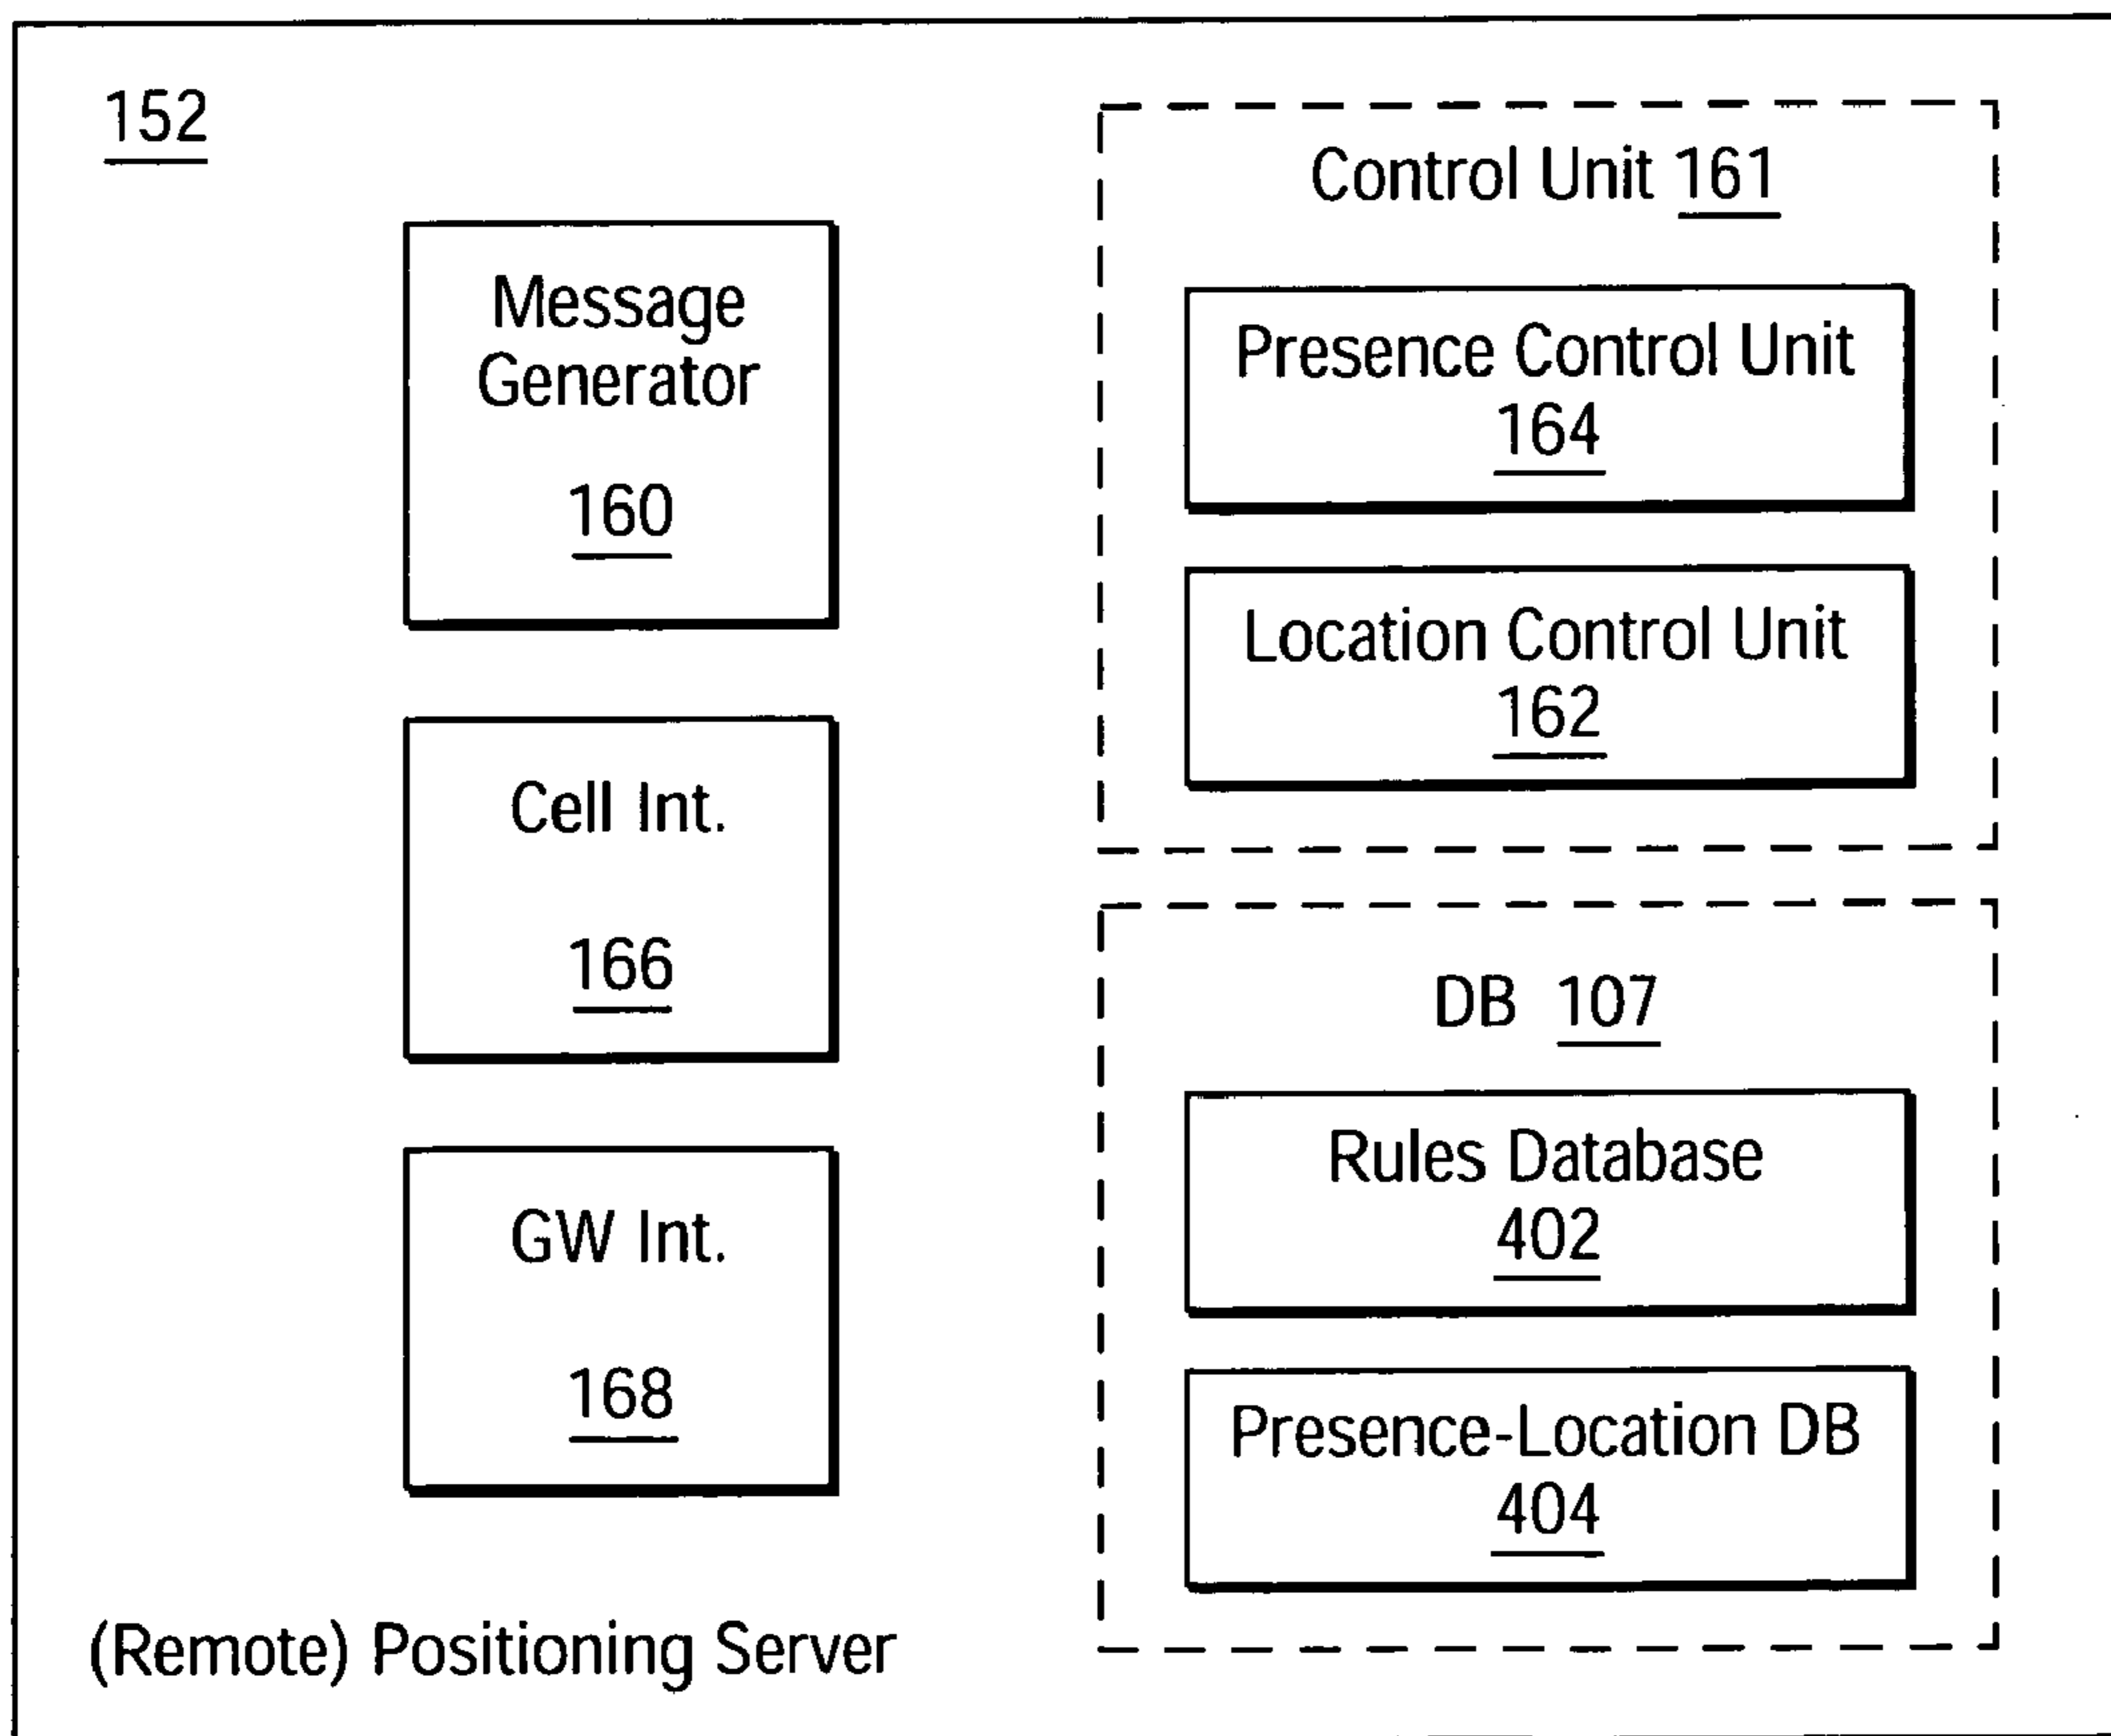 152
Message
Generator
160
Cell Int.
166
GW Int.
168
(Remote) Positioning Server
Control Unit 161
Presence Control Unit
164
Location Control Unit
162
DB 107
Rules Database
402
Presence-Location DB
404